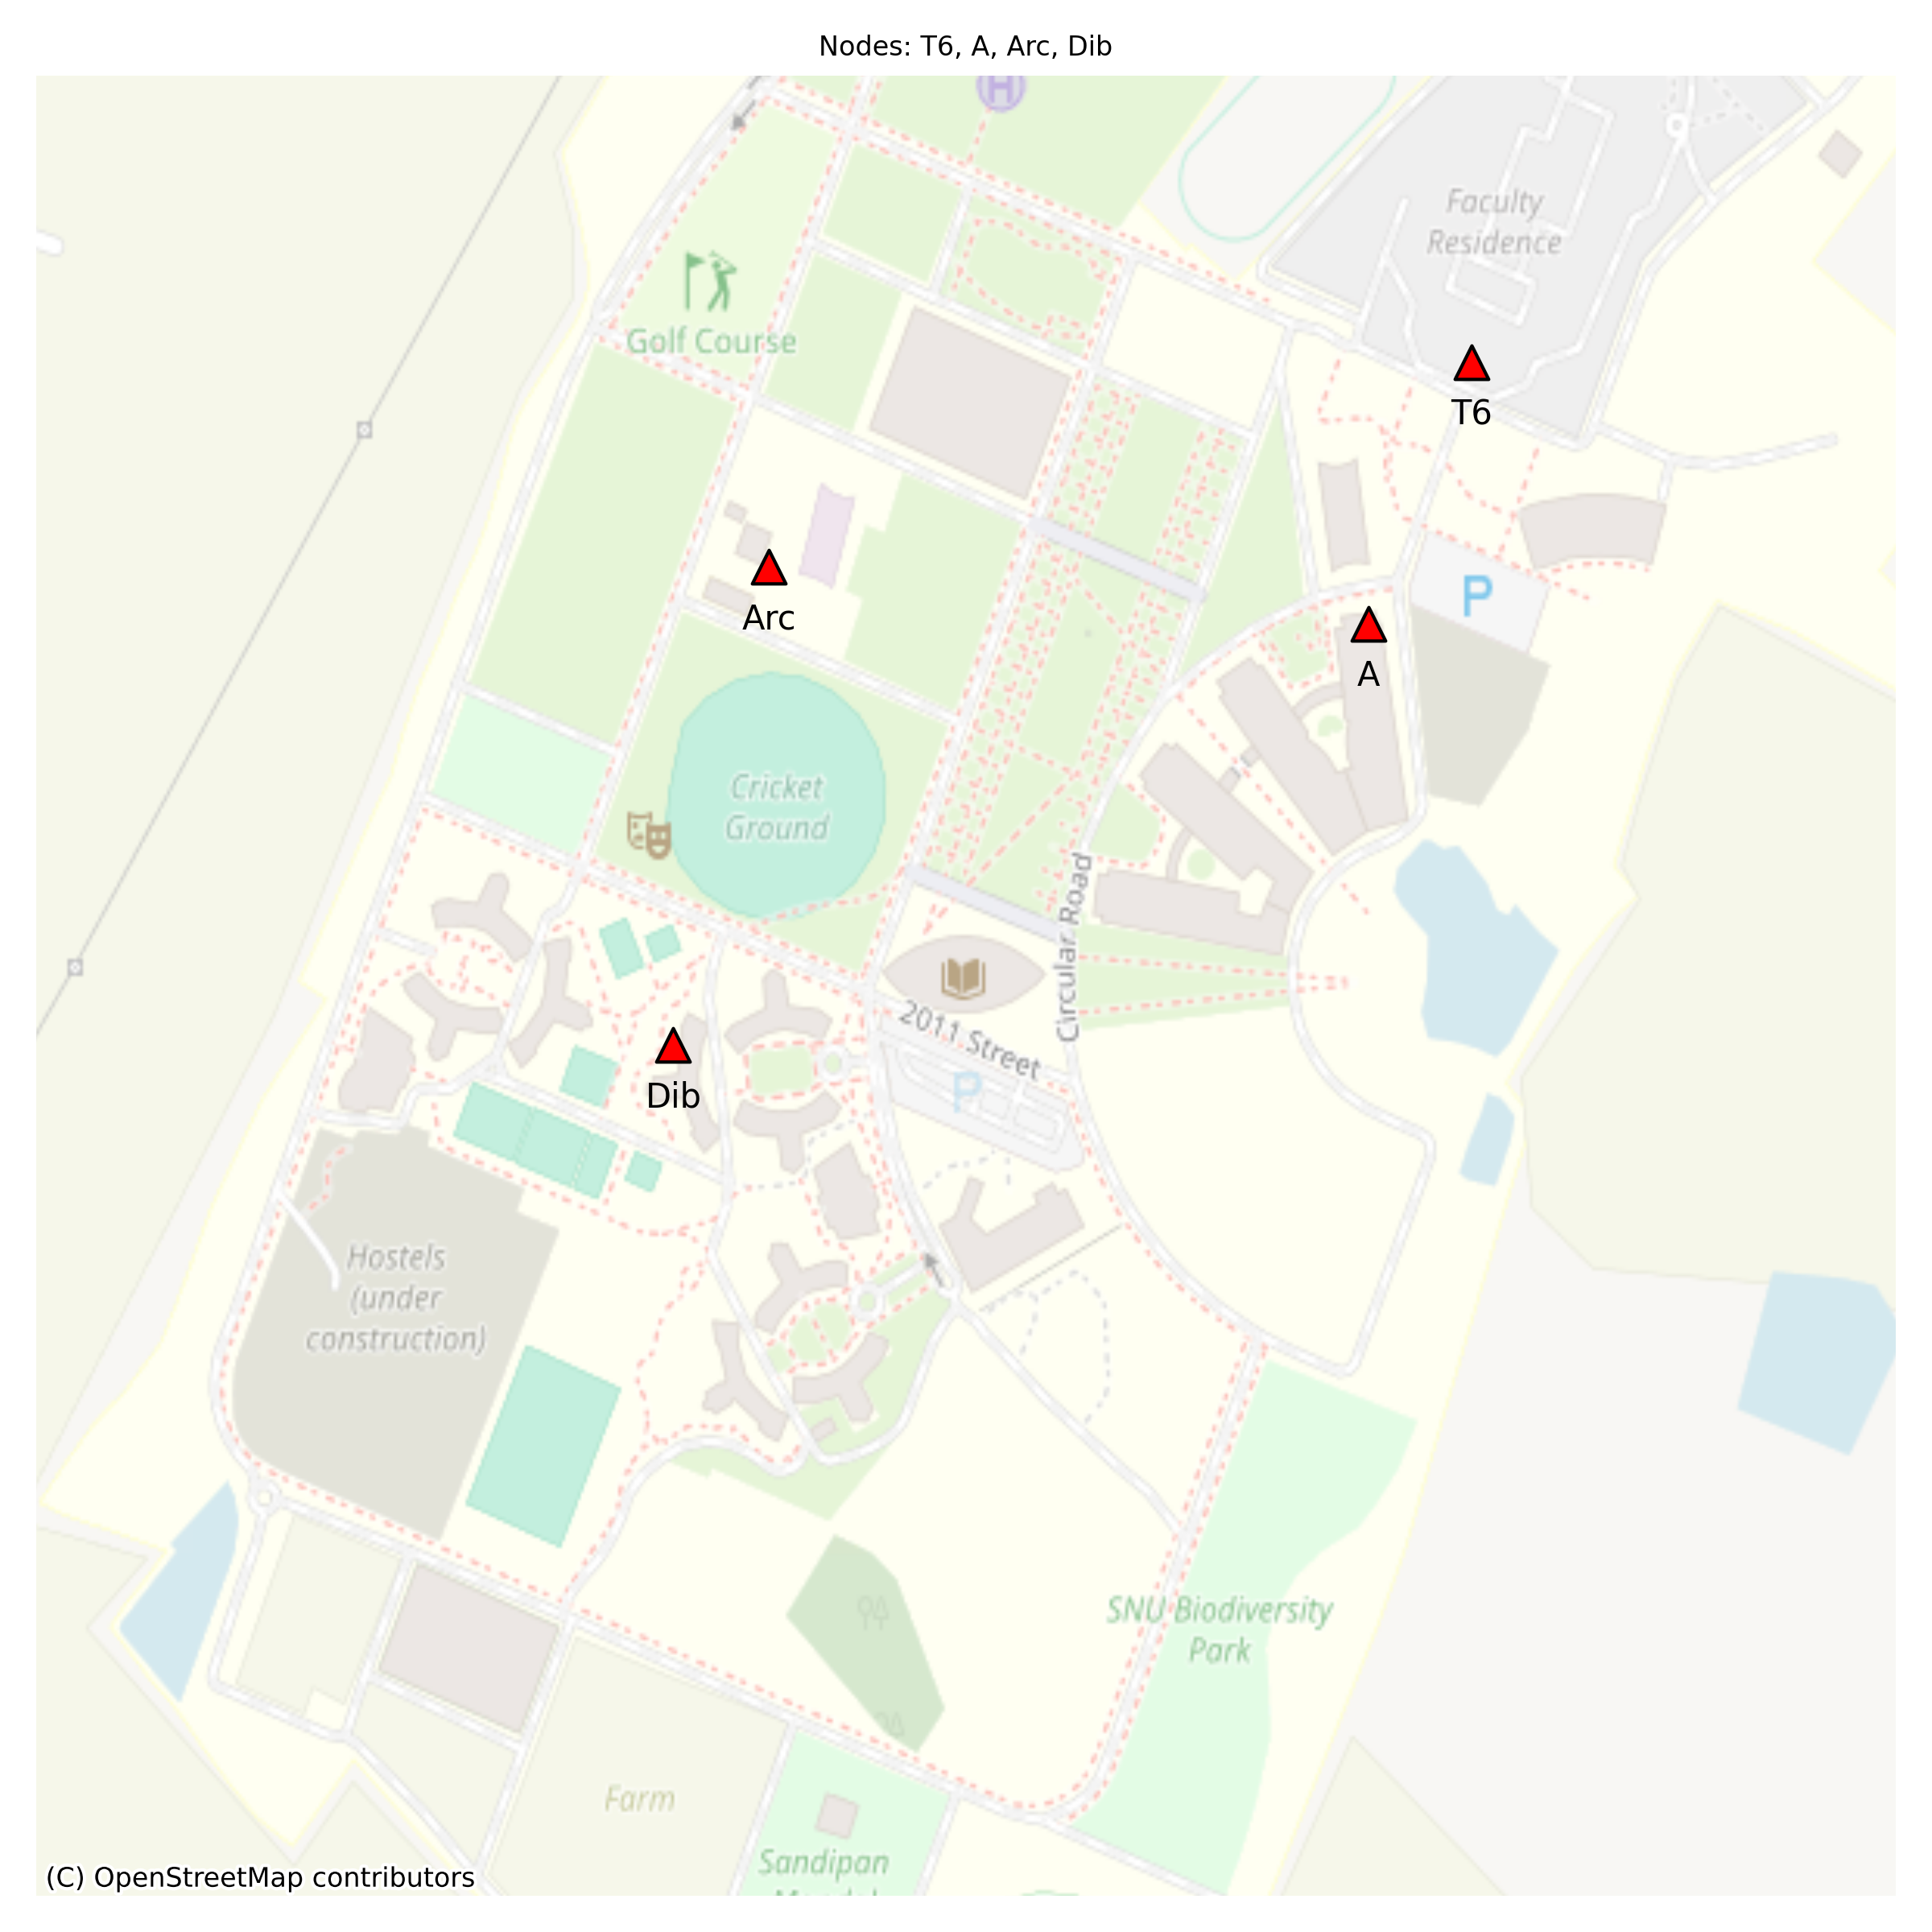 Nodes: T6, A, Arc, Dib
H
Faculty
Residence
Golf Course
T6
Arc
P
A
Cricket
Ground
Circular Road
2011 Street
P
Dib
Hostels
(under
construction)
SNU Biodiversity
Park
Farm
Sandipan
(C) OpenStreetMap contributors